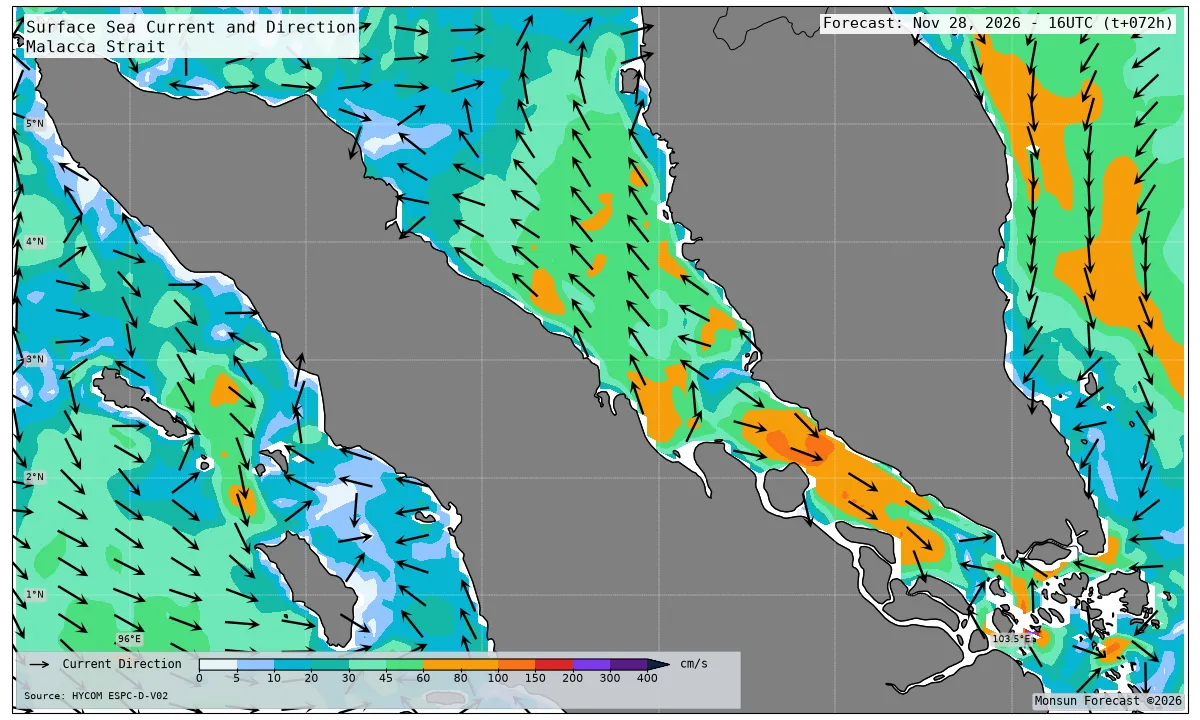 Surface Sea Current and Direction
Malacca Strait
Forecast: Nov 28, 2026 - 16UTC (t+072h)
5°N
4°N
3°N
2°N
1°N
96°E
103.5°E
Current Direction
0 5 10 20 30 45 60 80 100 150 200 300 400
cm/s
Source: HYCOM ESPC-D-V02
Monsun Forecast ©2026